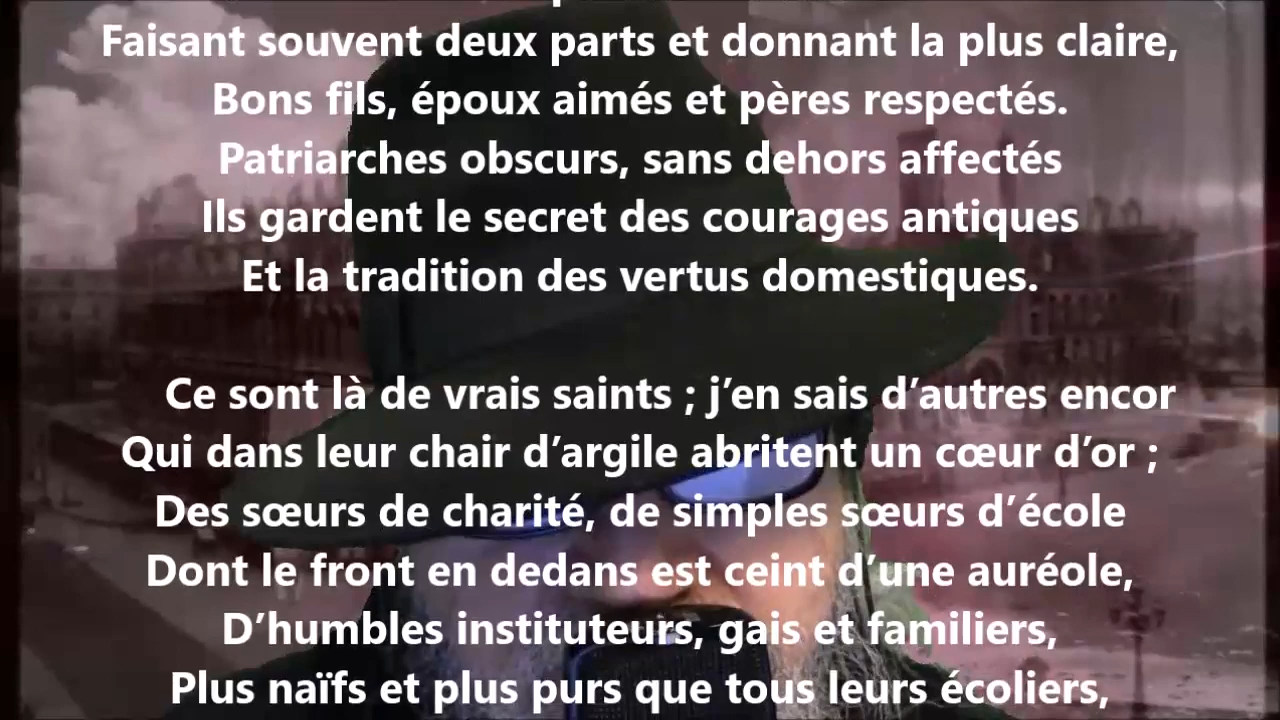 Faisant souvent deux parts et donnant la plus claire,
Bons fils, époux aimés et pères respectés.
Patriarches obscurs, sans dehors affectés
Ils gardent le secret des courages antiques
Et la tradition des vertus domestiques.
Ce sont là de vrais saints ; j’en sais d’autres encor
Qui dans leur chair d’argile abritent un cœur d’or ;
Des sœurs de charité, de simples sœurs d’école
Dont le front en dedans est ceint d’une auréole,
D’humbles instituteurs, gais et familiers,
Plus naïfs et plus purs que tous leurs écoliers,